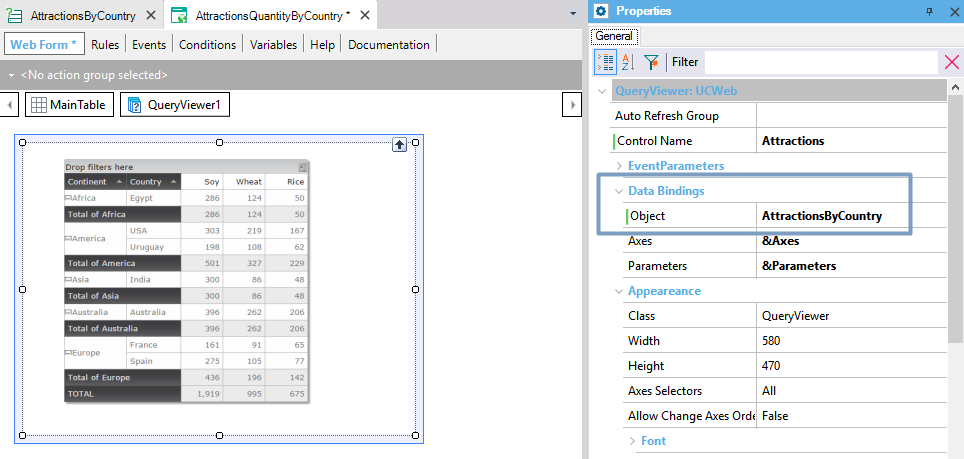 AttractionsByCountry AttractionsQuantityByCountry *
Web Form * Rules Events Conditions Variables Help Documentation
<No action group selected>
MainTable QueryViewer1
Drop filters here
Continent Country Soy Wheat Rice
Africa Egypt 286 124 50
Total of Africa 286 124 50
America USA 303 219 167
Uruguay 198 108 62
Total of America 501 327 229
Asia India 300 86 48
Total of Asia 300 86 48
Australia Australia 396 262 206
Total of Australia 396 262 206
Europe France 161 91 65
Spain 275 105 77
Total of Europe 436 196 142
TOTAL 1,919 995 675
Properties
General
Filter
QueryViewer: UCWeb
Auto Refresh Group
Control Name Attractions
EventParameters
Data Bindings
Object AttractionsByCountry
Axes &Axes
Parameters &Parameters
Appeareance
Class QueryViewer
Width 580
Height 470
Axes Selectors All
Allow Change Axes Orde False
Font